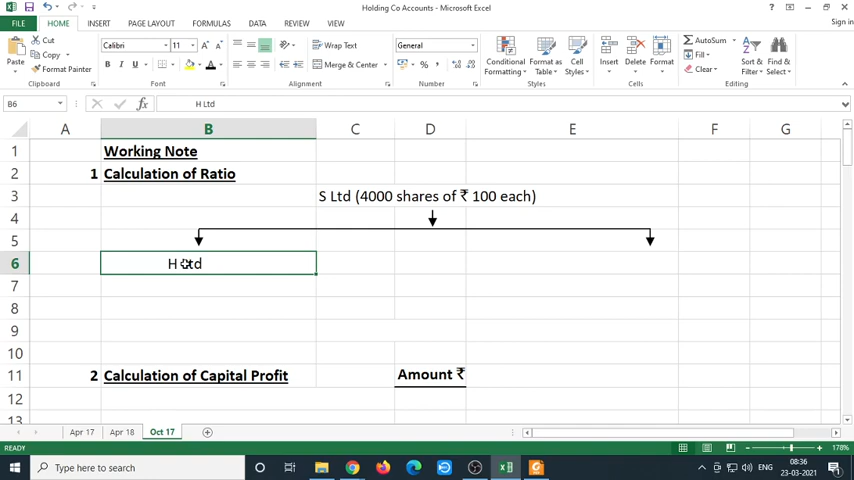 Holding Co Accounts - Microsoft Excel
Sign in
FILE HOME INSERT PAGE LAYOUT FORMULAS DATA REVIEW VIEW
Paste
Cut
Copy
Format Painter
Clipboard
Calibri 11
B I U
Font
Wrap Text
Merge & Center
Alignment
General
%
Number
Conditional Formatting
Format as Table
Cell Styles
Styles
Insert Delete Format
Cells
AutoSum
Fill
Clear
Sort & Filter
Find & Select
Editing
B6 fx H Ltd
A B C D E F G
1 Working Note
2 1 Calculation of Ratio
3 S Ltd (4000 shares of ₹ 100 each)
4
5
6 H Ltd
7
8
9
10
11 2 Calculation of Capital Profit Amount ₹
12
13
Apr 17 Apr 18 Oct 17
READY 178%
Type here to search
ENG
08:36
23-03-2021